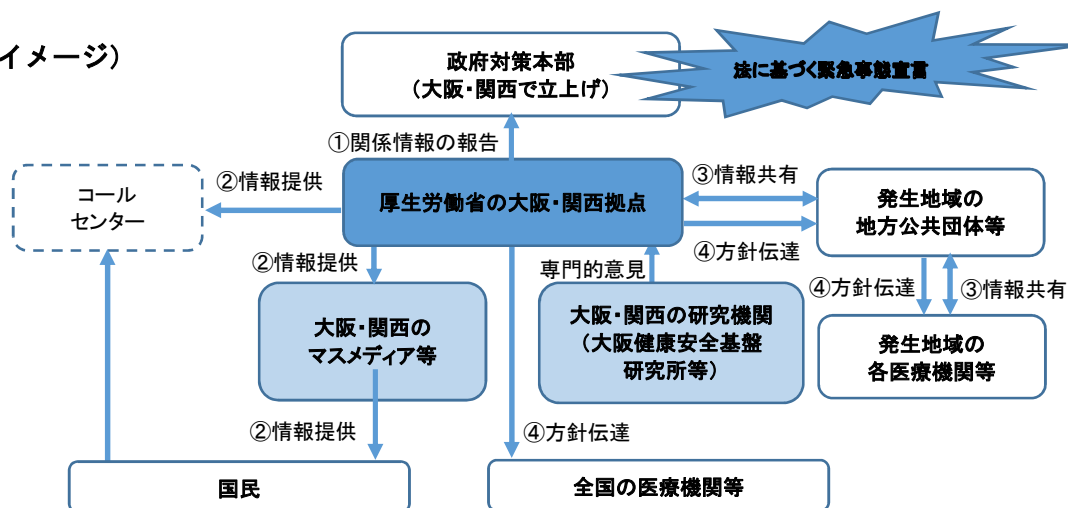 イメージ）
政府対策本部
（大阪・関西で立上げ）
法に基づく緊急事態宣言
①関係情報の報告
コール
センター
②情報提供
厚生労働省の大阪・関西拠点
③情報共有
④方針伝達
発生地域の
地方公共団体等
②情報提供
専門的意見
④方針伝達
③情報共有
大阪・関西の
マスメディア等
大阪・関西の研究機関
（大阪健康安全基盤
研究所等）
発生地域の
各医療機関等
②情報提供
④方針伝達
国民
全国の医療機関等